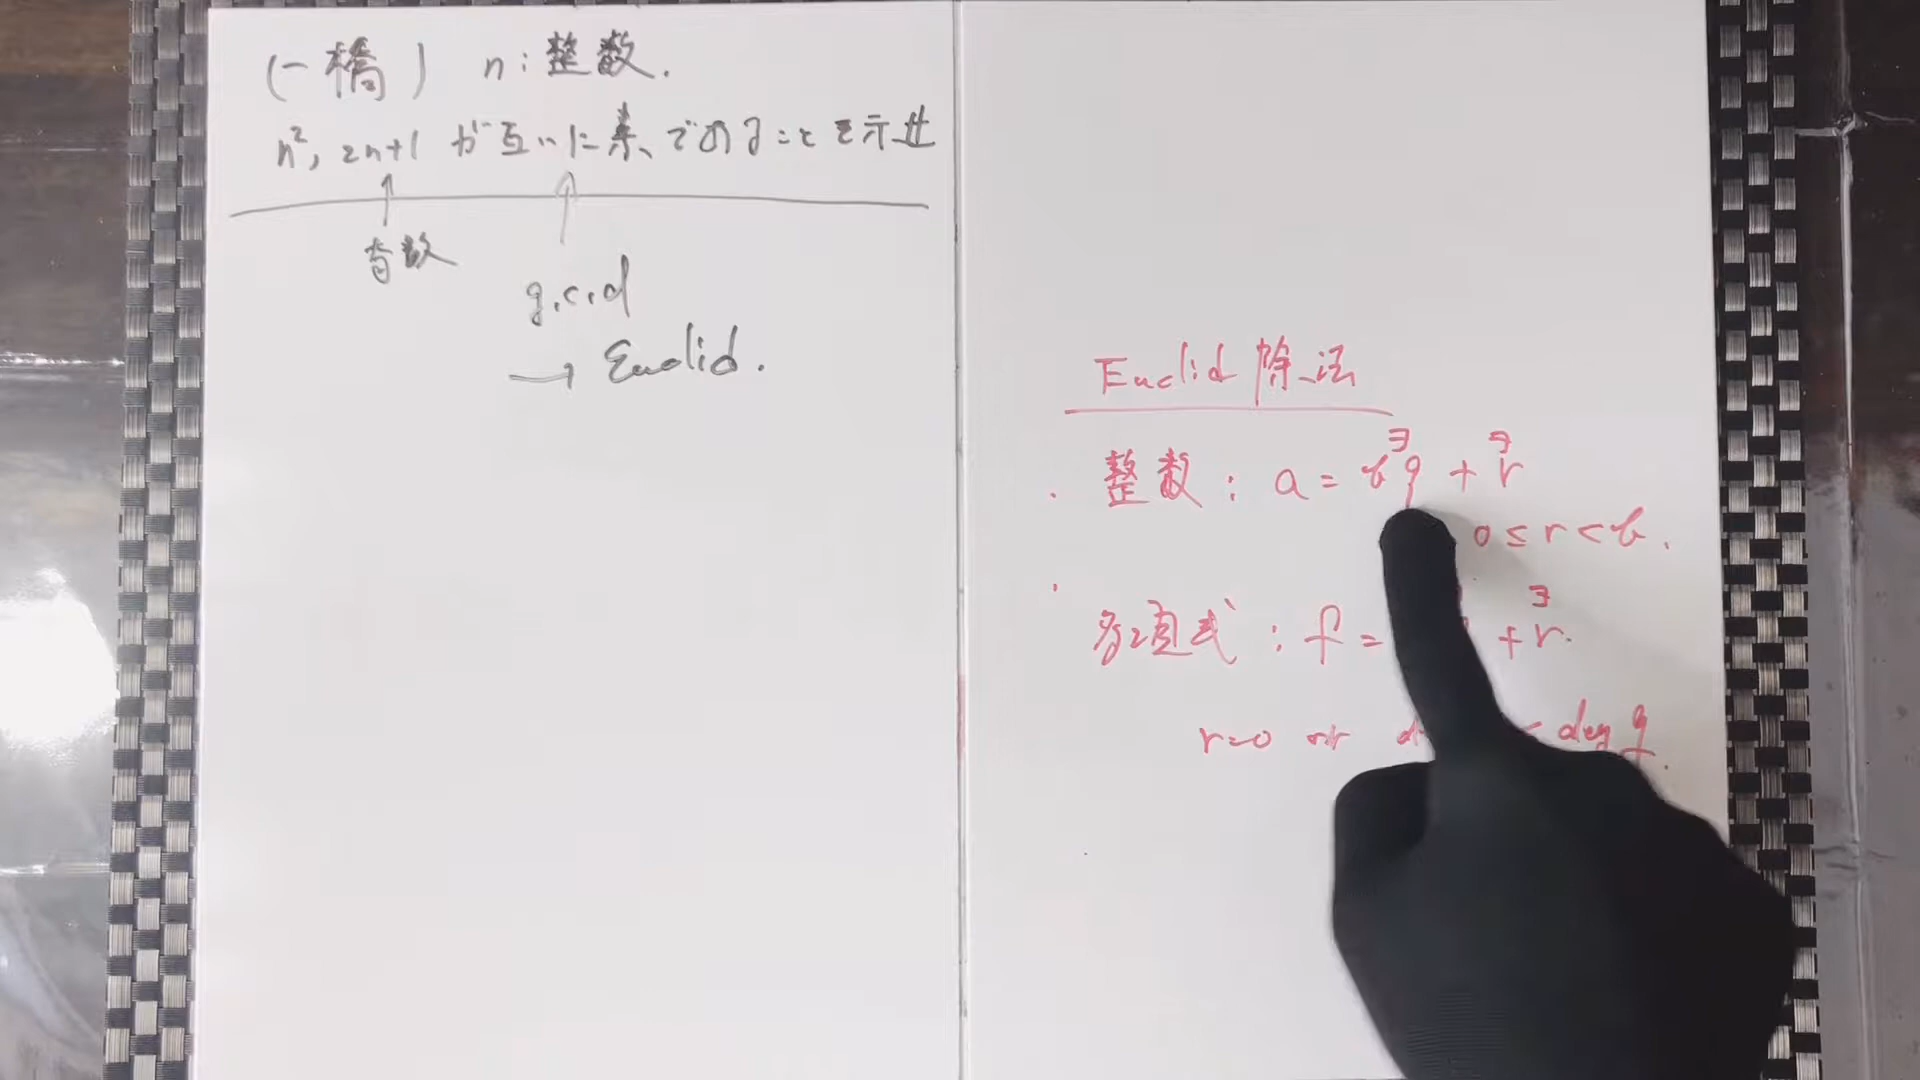 (一橋) n:整数.
n², 2n+1 が互いに素であることを示せ
奇数
g.c.d
→ Euclid.
Euclid 除法
・整数: a = b∃q + ∃r
0 ≤ r < b.
・多項式: f = + ∃r.
r=0 or < deg g.